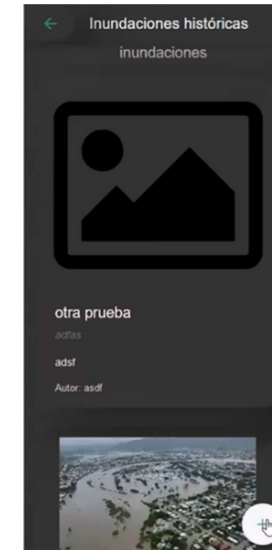 Inundaciones históricas
inundaciones
otra prueba
adfas
adsf
Autor: asdf